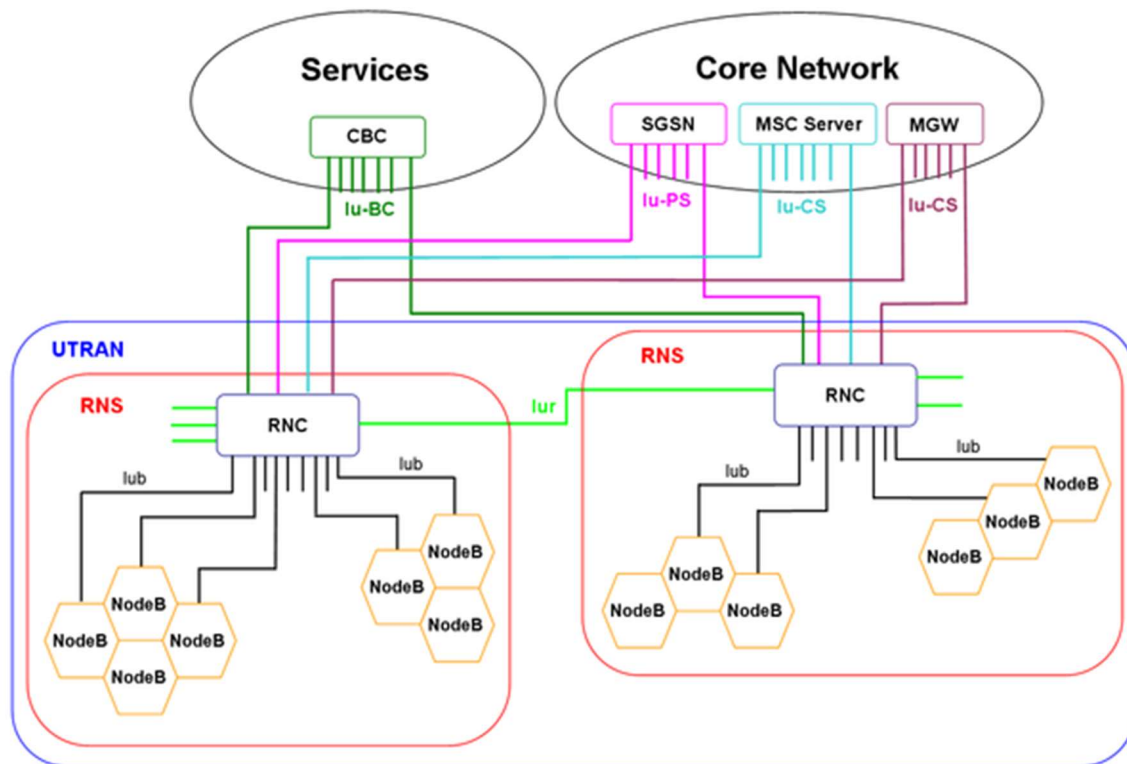 Services
Core Network
CBC
SGSN
MSC Server
MGW
Iu-BC
Iu-PS
Iu-CS
Iu-CS
UTRAN
RNS
RNS
RNC
RNC
Iur
Iub
Iub
Iub
Iub
NodeB
NodeB
NodeB
NodeB
NodeB
NodeB
NodeB
NodeB
NodeB
NodeB
NodeB
NodeB
NodeB